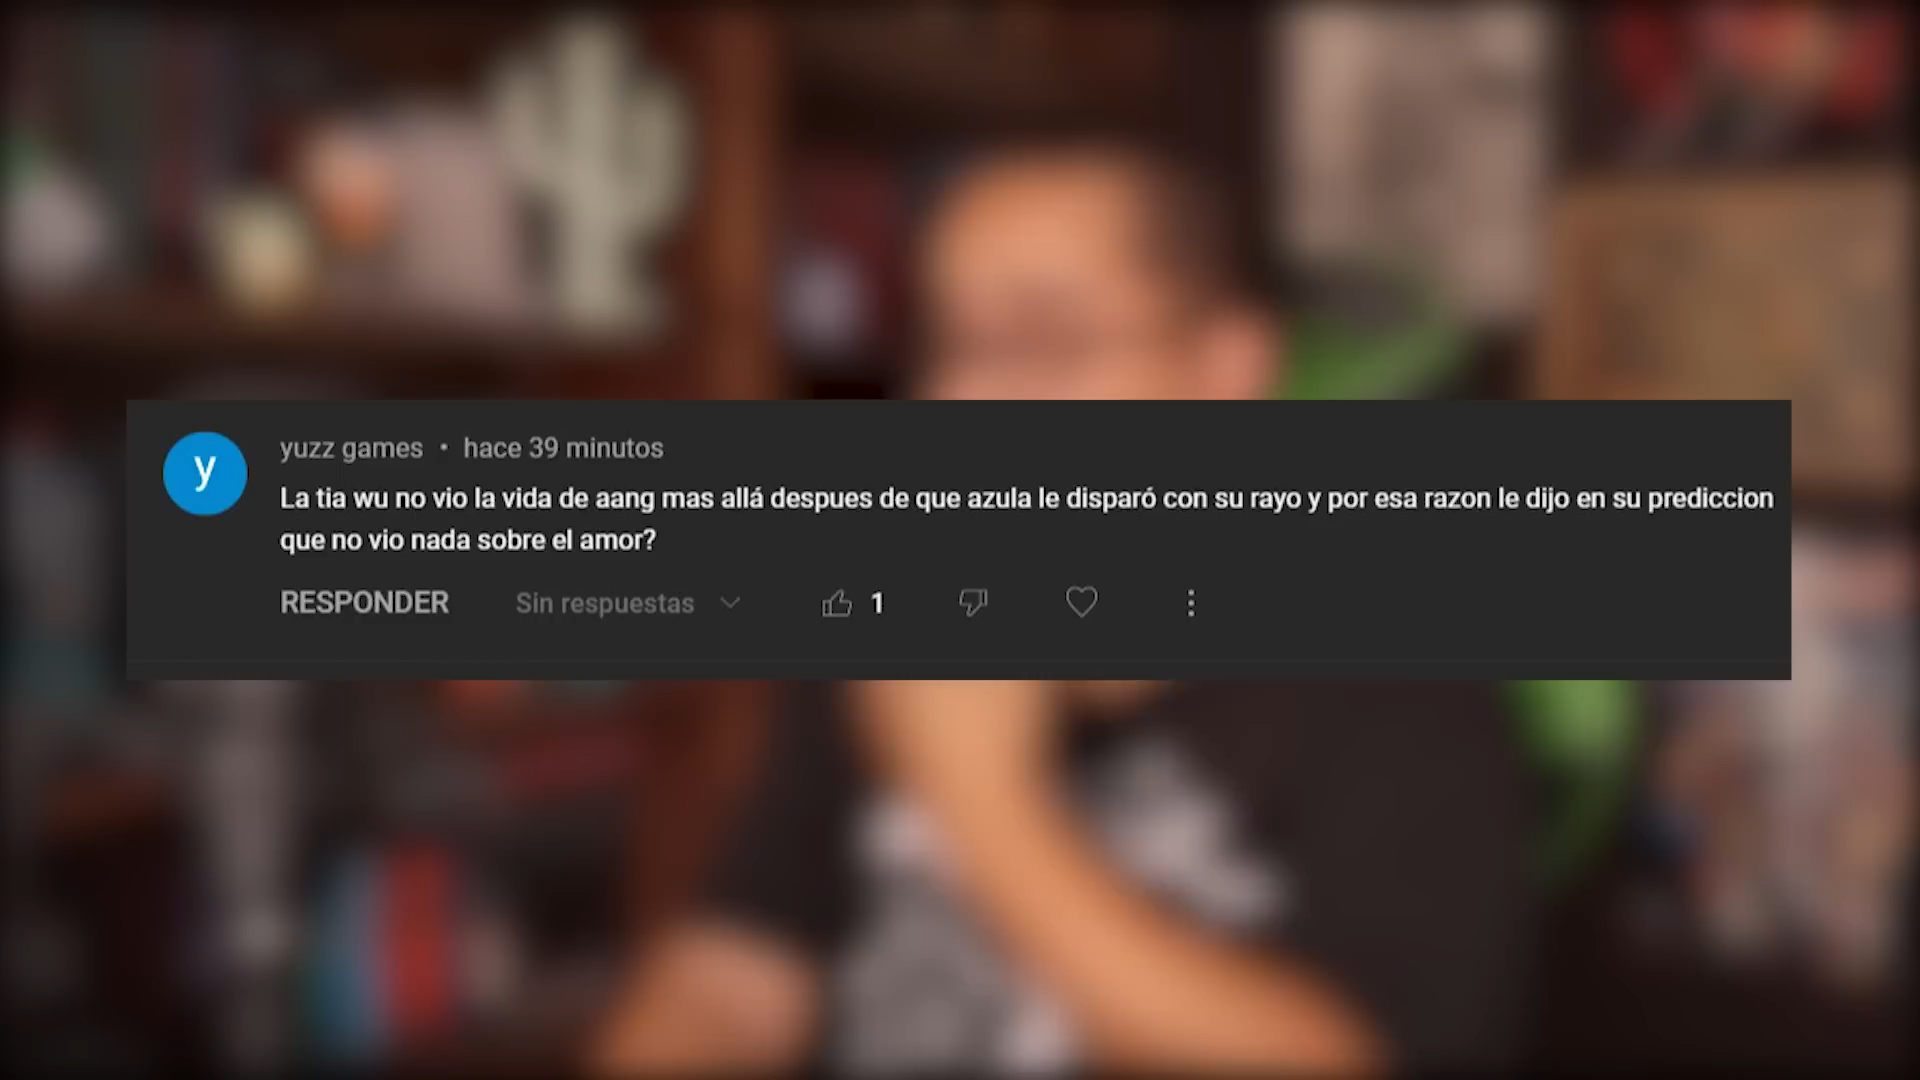 y
yuzz games • hace 39 minutos
La tia wu no vio la vida de aang mas allá despues de que azula le disparó con su rayo y por esa razon le dijo en su prediccion
que no vio nada sobre el amor?
RESPONDER Sin respuestas 1